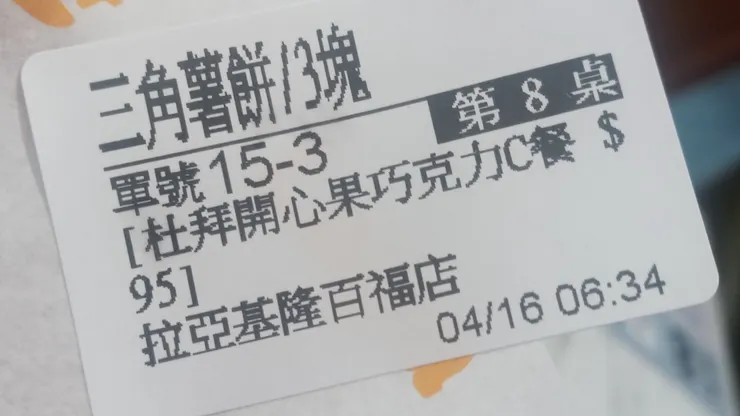 三角薯餅/3塊
第 8 桌
單號15-3
[杜拜開心果巧克力C餐 $
95]
拉亞基隆百福店
04/16 06:34